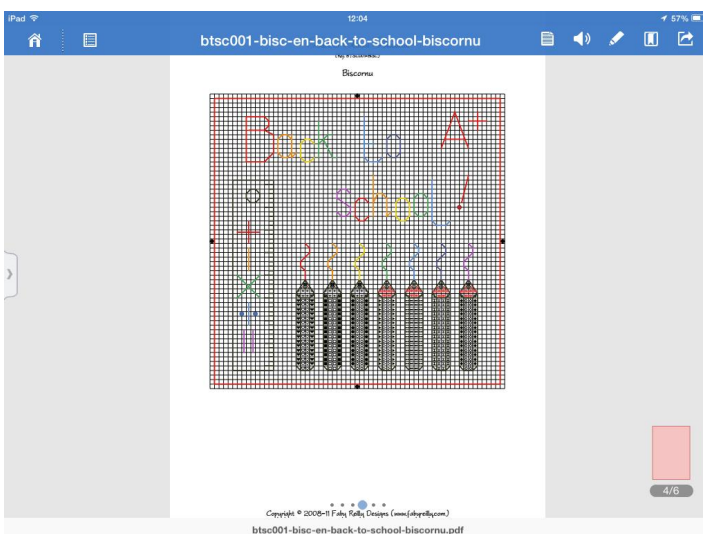 iPad 12:04 57%
btsc001-bisc-en-back-to-school-biscornu
Biscornu
Back to A+
School!
4/6
Copyright © 2008-11 Faby Reilly Designs (www.fabyreilly.com)
btsc001-bisc-en-back-to-school-biscornu.pdf